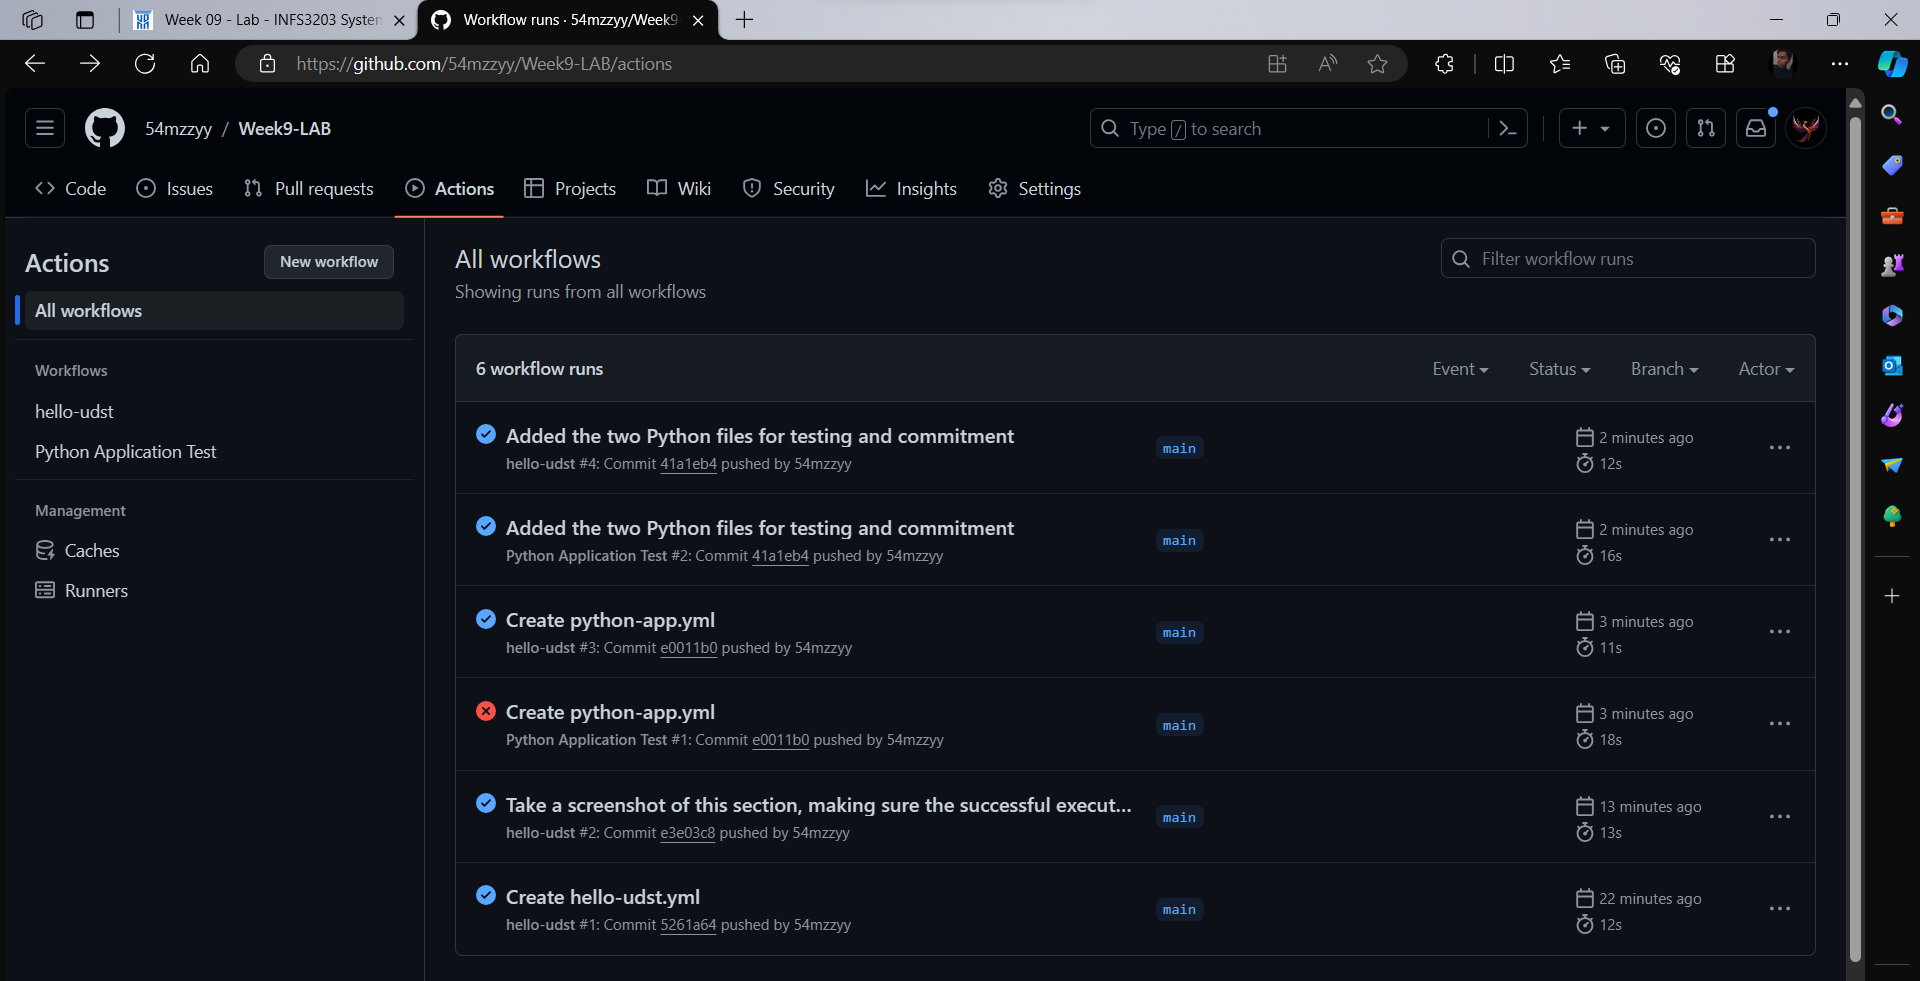 Week 09 - Lab - INFS3203 System
Workflow runs · 54mzzyy/Week9-
https://github.com/54mzzyy/Week9-LAB/actions
54mzzyy / Week9-LAB
Type / to search
Code
Issues
Pull requests
Actions
Projects
Wiki
Security
Insights
Settings
Actions
New workflow
All workflows
Workflows
hello-udst
Python Application Test
Management
Caches
Runners
All workflows
Showing runs from all workflows
Filter workflow runs
6 workflow runs
Event
Status
Branch
Actor
Added the two Python files for testing and commitment
hello-udst #4: Commit 41a1eb4 pushed by 54mzzyy
main
2 minutes ago
12s
Added the two Python files for testing and commitment
Python Application Test #2: Commit 41a1eb4 pushed by 54mzzyy
main
2 minutes ago
16s
Create python-app.yml
hello-udst #3: Commit e0011b0 pushed by 54mzzyy
main
3 minutes ago
11s
Create python-app.yml
Python Application Test #1: Commit e0011b0 pushed by 54mzzyy
main
3 minutes ago
18s
Take a screenshot of this section, making sure the successful execut...
hello-udst #2: Commit e3e03c8 pushed by 54mzzyy
main
13 minutes ago
13s
Create hello-udst.yml
hello-udst #1: Commit 5261a64 pushed by 54mzzyy
main
22 minutes ago
12s